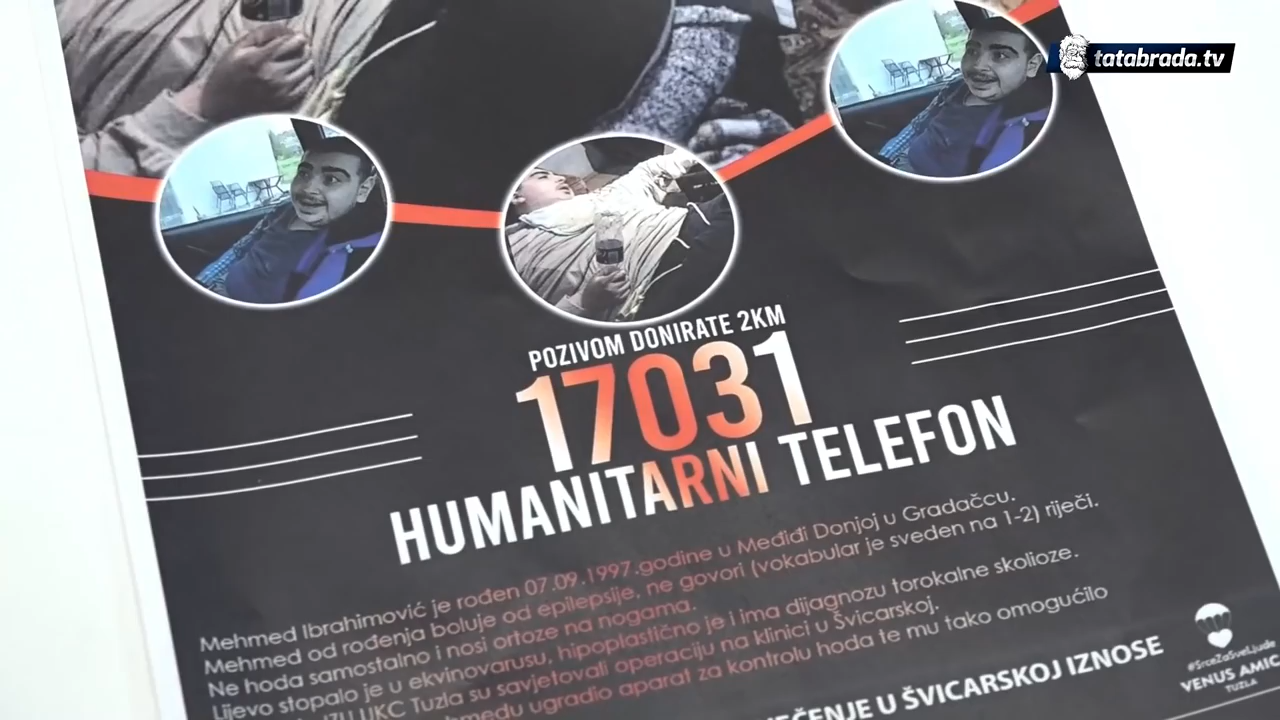 tatabrada.tv
POZIVOM DONIRATE 2KM
17031
HUMANITARNI TELEFON
Mehmed Ibrahimović je rođen 07.09.1997.godine u Međiđi Donjoj u Gradačcu.
Mehmed od rođenja boluje od epilepsije, ne govori (vokabular je sveden na 1-2) riječi.
Ne hoda samostalno i nosi ortoze na nogama.
Lijevo stopalo je u ekvinovarusu, hipoplastično je i ima dijagnozu torokalne skolioze.
UKC Tuzla su savjetovali operaciju na klinici u Švicarskoj.
ugradio aparat za kontrolu hoda te mu tako omogućilo
U ŠVICARSKOJ IZNOSE
#SrceZaSveLjude
VENUS AMIC
TUZLA